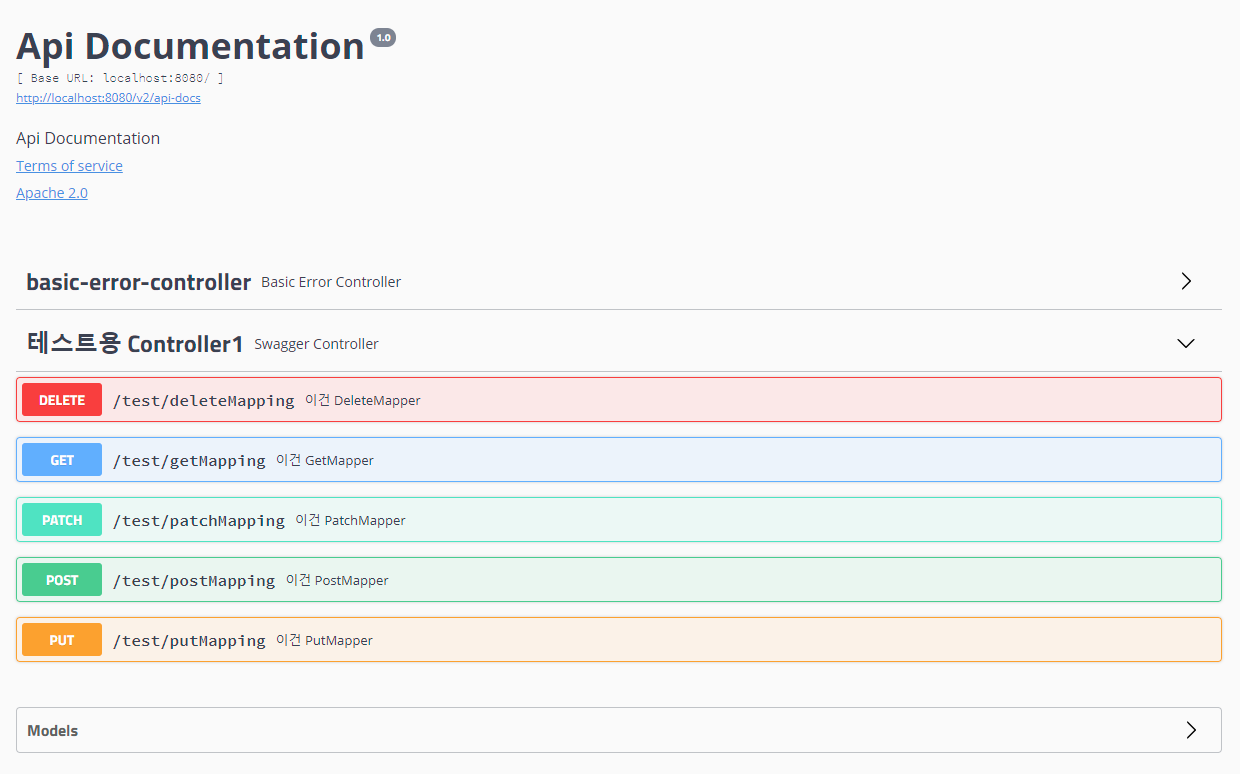 Api Documentation 1.0
[ Base URL: localhost:8080/ ]
http://localhost:8080/v2/api-docs
Api Documentation
Terms of service
Apache 2.0
basic-error-controller Basic Error Controller
테스트용 Controller1 Swagger Controller
DELETE /test/deleteMapping 이건 DeleteMapper
GET /test/getMapping 이건 GetMapper
PATCH /test/patchMapping 이건 PatchMapper
POST /test/postMapping 이건 PostMapper
PUT /test/putMapping 이건 PutMapper
Models